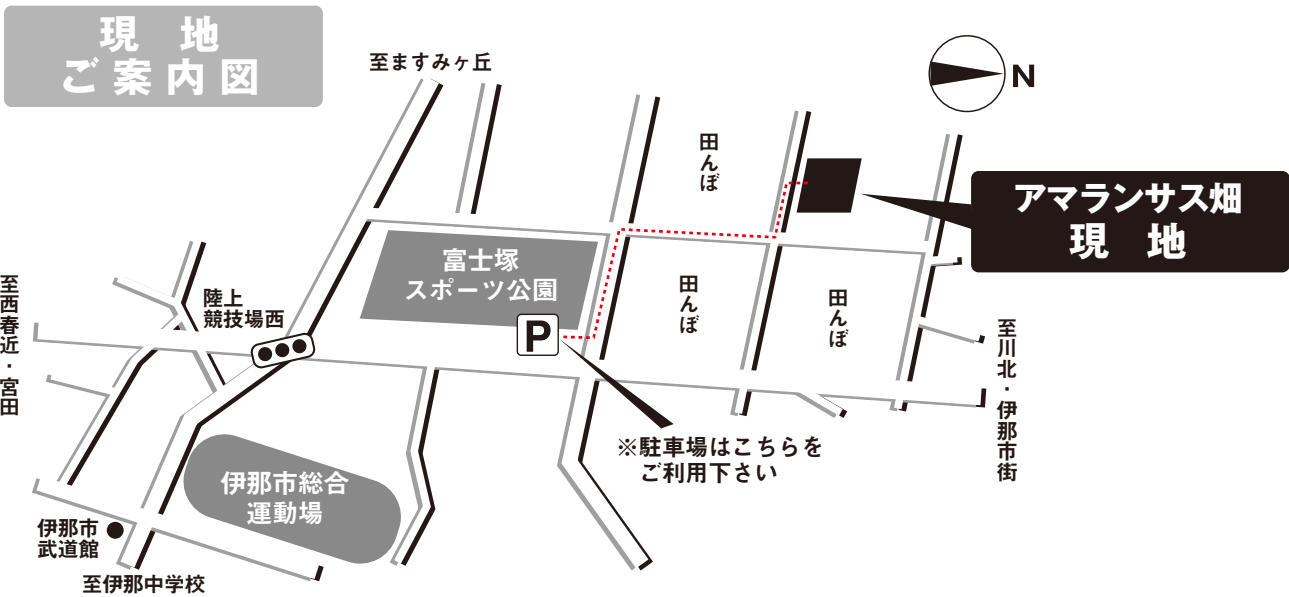 現 地
ご案内図
至ますみヶ丘
N
田んぼ
アマランサス畑
現 地
富士塚
スポーツ公園
至西春近・宮田
陸上
競技場西
P
田んぼ
田んぼ
至川北・伊那市街
※駐車場はこちらを
ご利用下さい
伊那市総合
運動場
伊那市
武道館
至伊那中学校